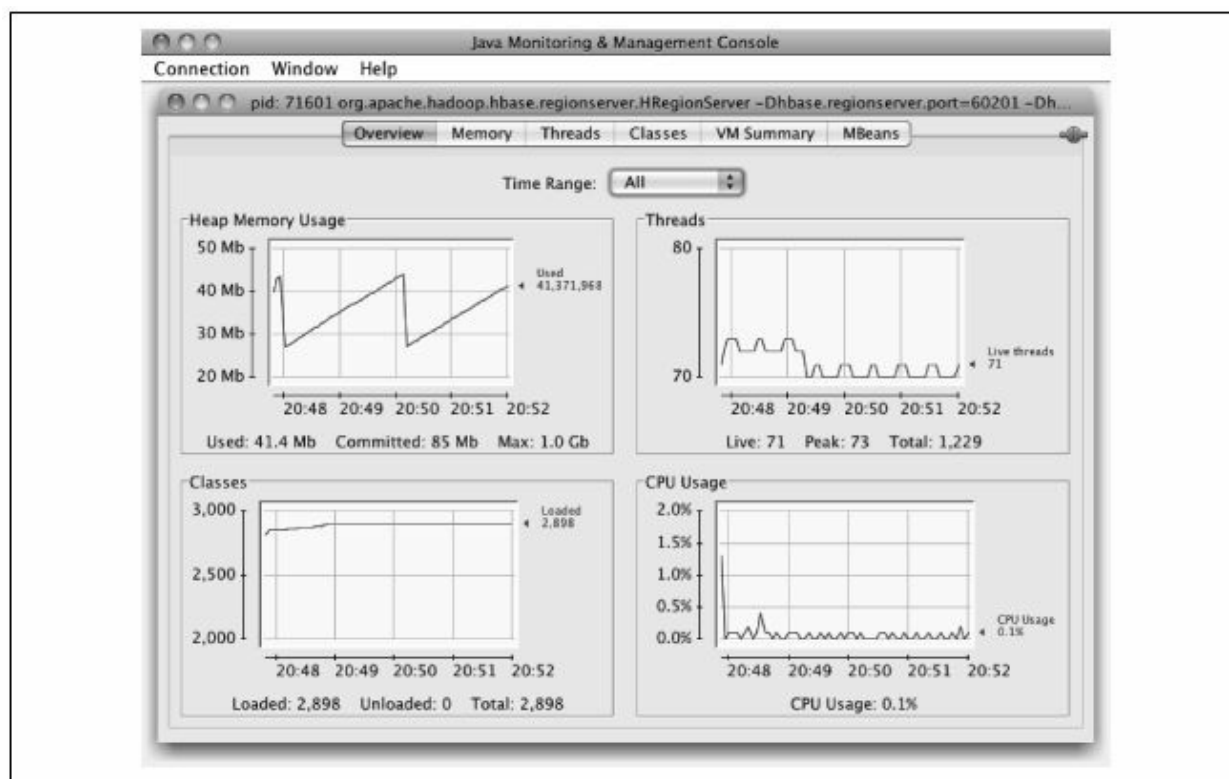 Java Monitoring & Management Console
Connection Window Help
pid: 71601 org.apache.hadoop.hbase.regionserver.HRegionServer -Dhbase.regionserver.port=60201 -Dh...
Overview Memory Threads Classes VM Summary MBeans
Time Range: All
Heap Memory Usage
50 Mb
40 Mb
30 Mb
20 Mb
Used
41,371,968
20:48 20:49 20:50 20:51 20:52
Used: 41.4 Mb Committed: 85 Mb Max: 1.0 Gb
Threads
80
70
Live threads
71
20:48 20:49 20:50 20:51 20:52
Live: 71 Peak: 73 Total: 1,229
Classes
3,000
2,500
2,000
Loaded
2,898
20:48 20:49 20:50 20:51 20:52
Loaded: 2,898 Unloaded: 0 Total: 2,898
CPU Usage
2.0%
1.5%
1.0%
0.5%
0.0%
CPU Usage
0.1%
20:48 20:49 20:50 20:51 20:52
CPU Usage: 0.1%